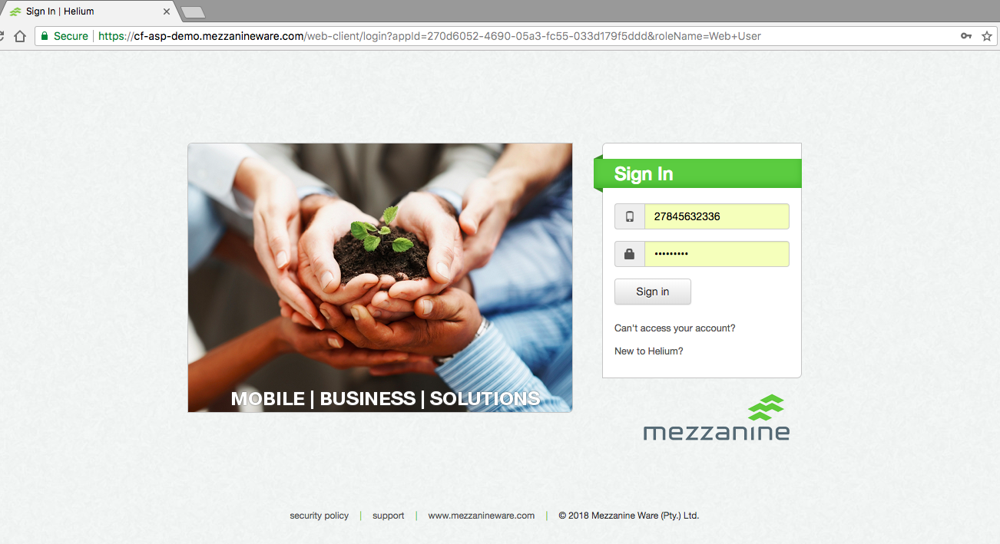 Sign In | Helium
Secure https://cf-asp-demo.mezzanineware.com/web-client/login?appId=270d6052-4690-05a3-fc55-033d179f5ddd&roleName=Web+User
MOBILE | BUSINESS | SOLUTIONS
Sign In
27845632336
•••••••••
Sign in
Can't access your account?
New to Helium?
mezzanine
security policy | support | www.mezzanineware.com | © 2018 Mezzanine Ware (Pty.) Ltd.